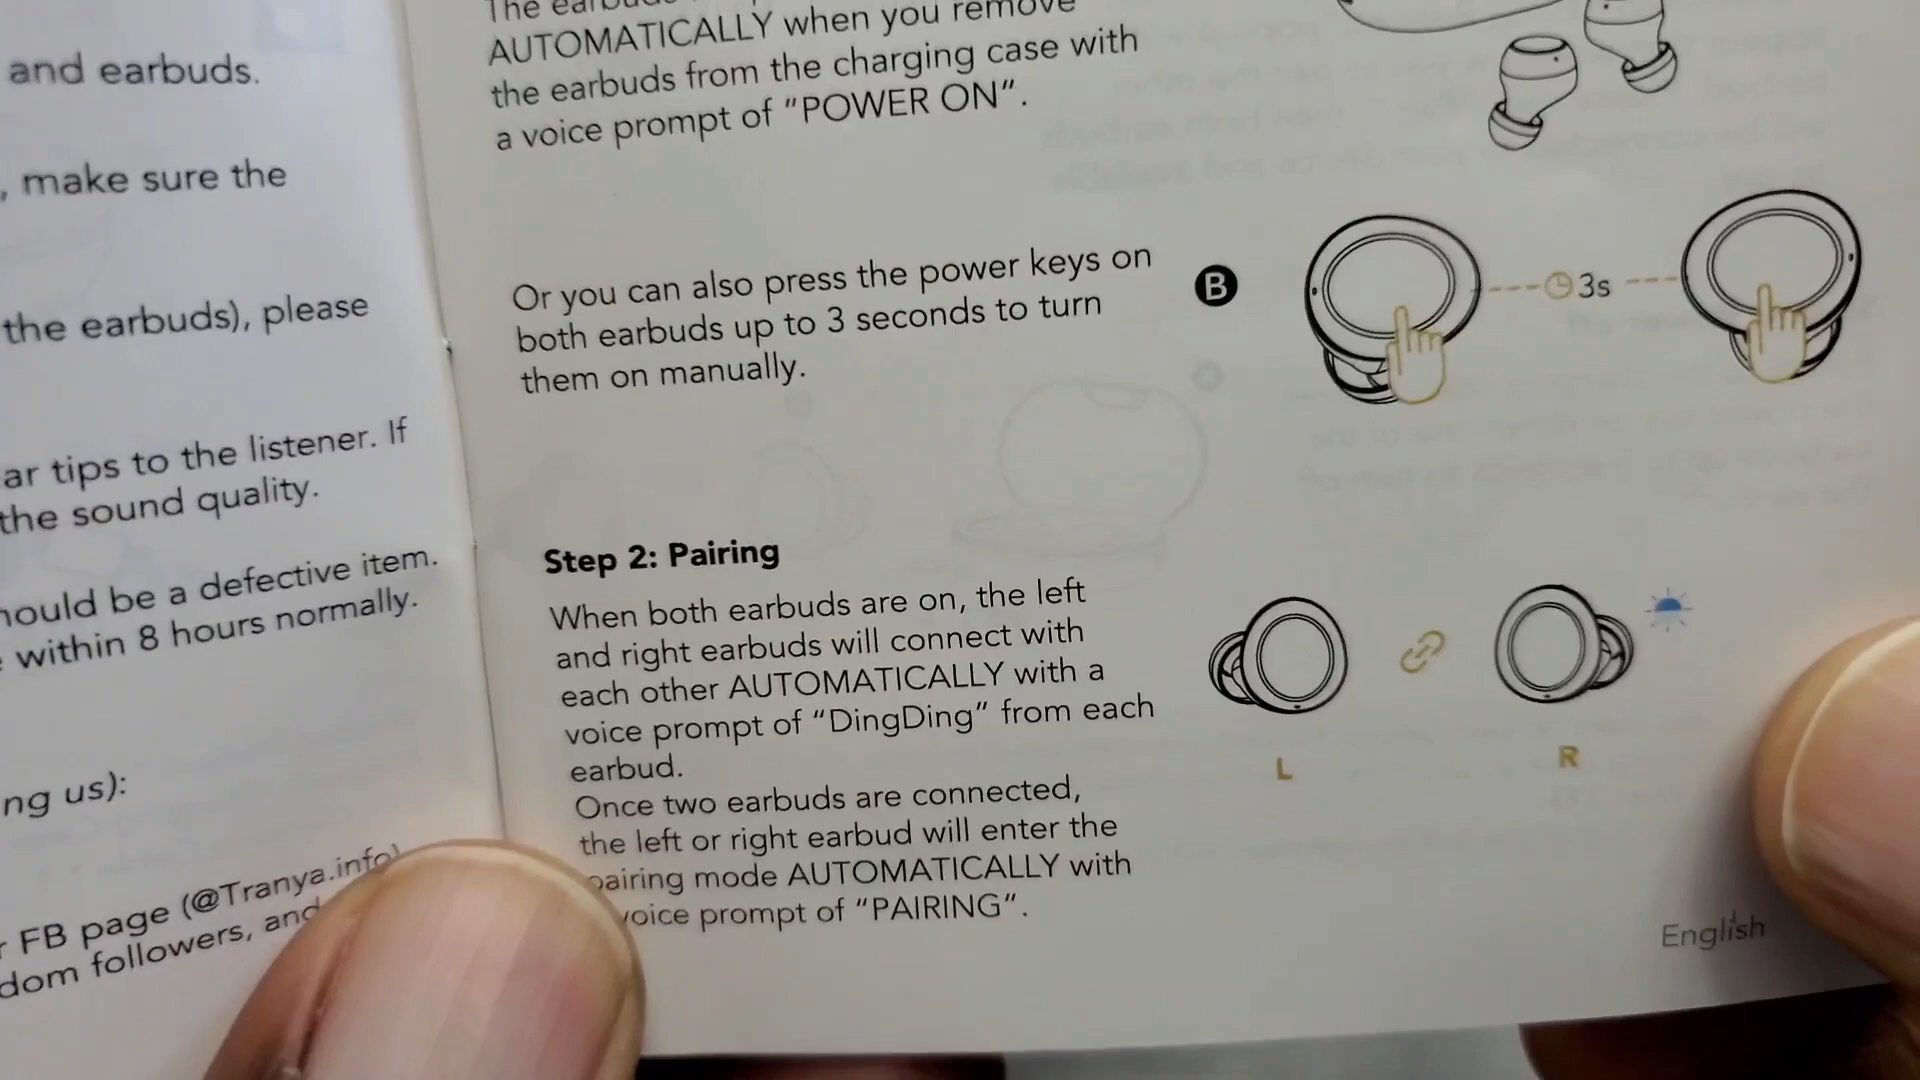 and earbuds.
, make sure the
the earbuds), please
ar tips to the listener. If
the sound quality.
hould be a defective item.
within 8 hours normally.
ng us):
FB page (@Tranya.info)
dom followers, and
The earbuds
AUTOMATICALLY when you remove
the earbuds from the charging case with
a voice prompt of "POWER ON".
Or you can also press the power keys on
both earbuds up to 3 seconds to turn
them on manually.
B
3s
Step 2: Pairing
When both earbuds are on, the left
and right earbuds will connect with
each other AUTOMATICALLY with a
voice prompt of "DingDing" from each
earbud.
Once two earbuds are connected,
the left or right earbud will enter the
pairing mode AUTOMATICALLY with
voice prompt of "PAIRING".
L
R
English